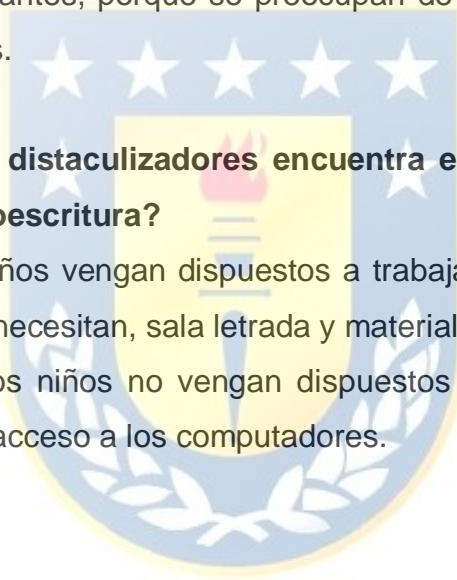 antes, porque se preocupan de
s.
distaculizadores encuentra e
oescritura?
ños vengan dispuestos a trabaja
necesitan, sala letrada y material
os niños no vengan dispuestos
acceso a los computadores.